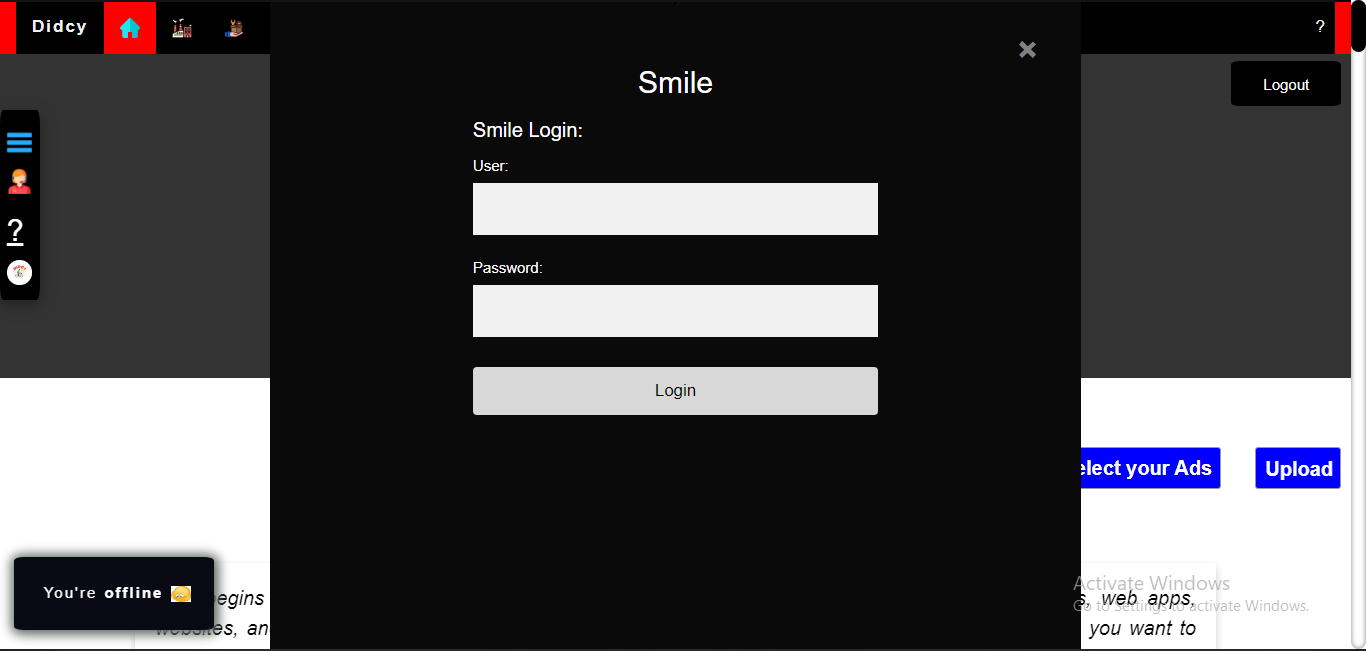 Didcy
?
Logout
?
Smile
Smile Login:
User:
Password:
Login
elect your Ads
Upload
You're offline
egins
s, web apps,
websites, an
you want to
Activate Windows
Go to Settings to activate Windows.